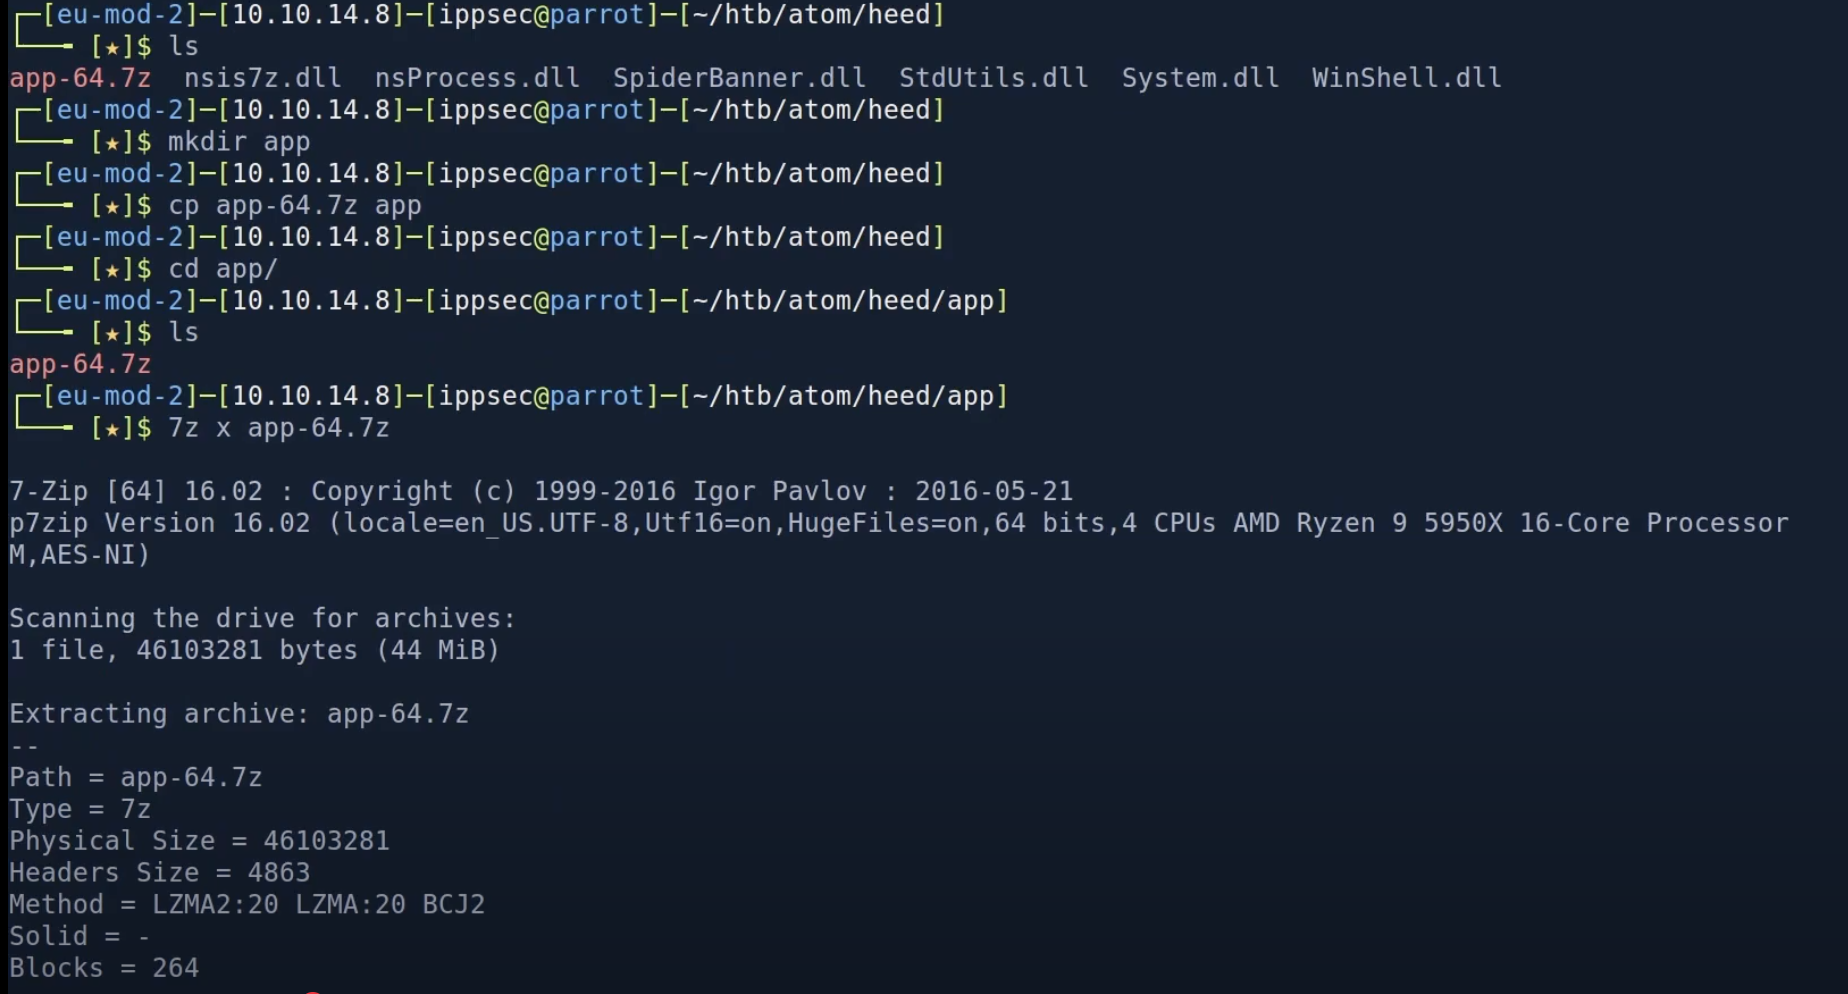 ┌─[eu-mod-2]─[10.10.14.8]─[ippsec@parrot]─[~/htb/atom/heed]
└──╼ [★]$ ls
app-64.7z  nsis7z.dll  nsProcess.dll  SpiderBanner.dll  StdUtils.dll  System.dll  WinShell.dll
┌─[eu-mod-2]─[10.10.14.8]─[ippsec@parrot]─[~/htb/atom/heed]
└──╼ [★]$ mkdir app
┌─[eu-mod-2]─[10.10.14.8]─[ippsec@parrot]─[~/htb/atom/heed]
└──╼ [★]$ cp app-64.7z app
┌─[eu-mod-2]─[10.10.14.8]─[ippsec@parrot]─[~/htb/atom/heed]
└──╼ [★]$ cd app/
┌─[eu-mod-2]─[10.10.14.8]─[ippsec@parrot]─[~/htb/atom/heed/app]
└──╼ [★]$ ls
app-64.7z
┌─[eu-mod-2]─[10.10.14.8]─[ippsec@parrot]─[~/htb/atom/heed/app]
└──╼ [★]$ 7z x app-64.7z

7-Zip [64] 16.02 : Copyright (c) 1999-2016 Igor Pavlov : 2016-05-21
p7zip Version 16.02 (locale=en_US.UTF-8,Utf16=on,HugeFiles=on,64 bits,4 CPUs AMD Ryzen 9 5950X 16-Core Processor
M,AES-NI)

Scanning the drive for archives:
1 file, 46103281 bytes (44 MiB)

Extracting archive: app-64.7z
--
Path = app-64.7z
Type = 7z
Physical Size = 46103281
Headers Size = 4863
Method = LZMA2:20 LZMA:20 BCJ2
Solid = -
Blocks = 264